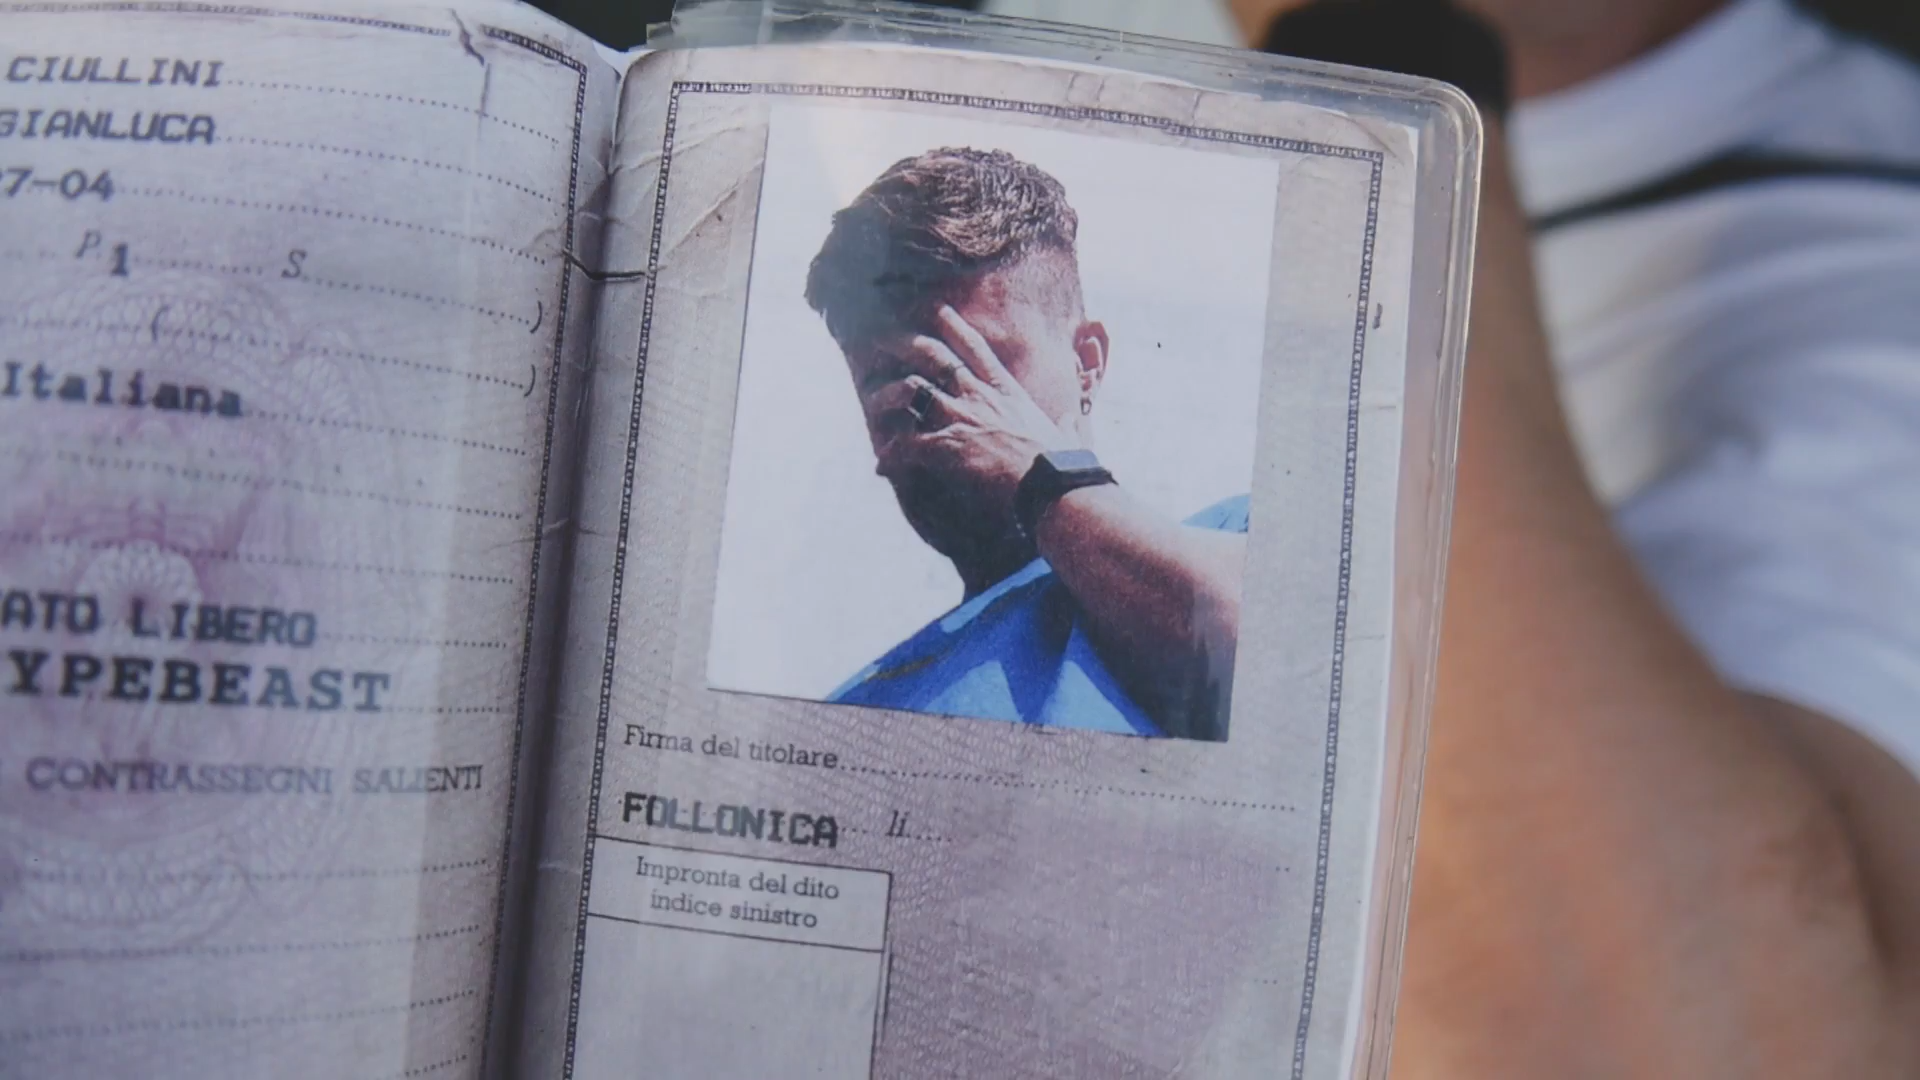 CIULLINI
GIANLUCA
7-04
P.1 S.
(          )
)
Italiana
ATO LIBERO
YPEBEAST
CONTRASSEGNI SALIENTI
Firma del titolare
FOLLONICA lì
Impronta del dito
indice sinistro